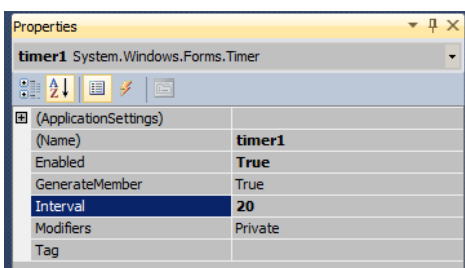 Properties
timer1 System.Windows.Forms.Timer
(ApplicationSettings)
(Name) timer1
Enabled True
GenerateMember True
Interval 20
Modifiers Private
Tag